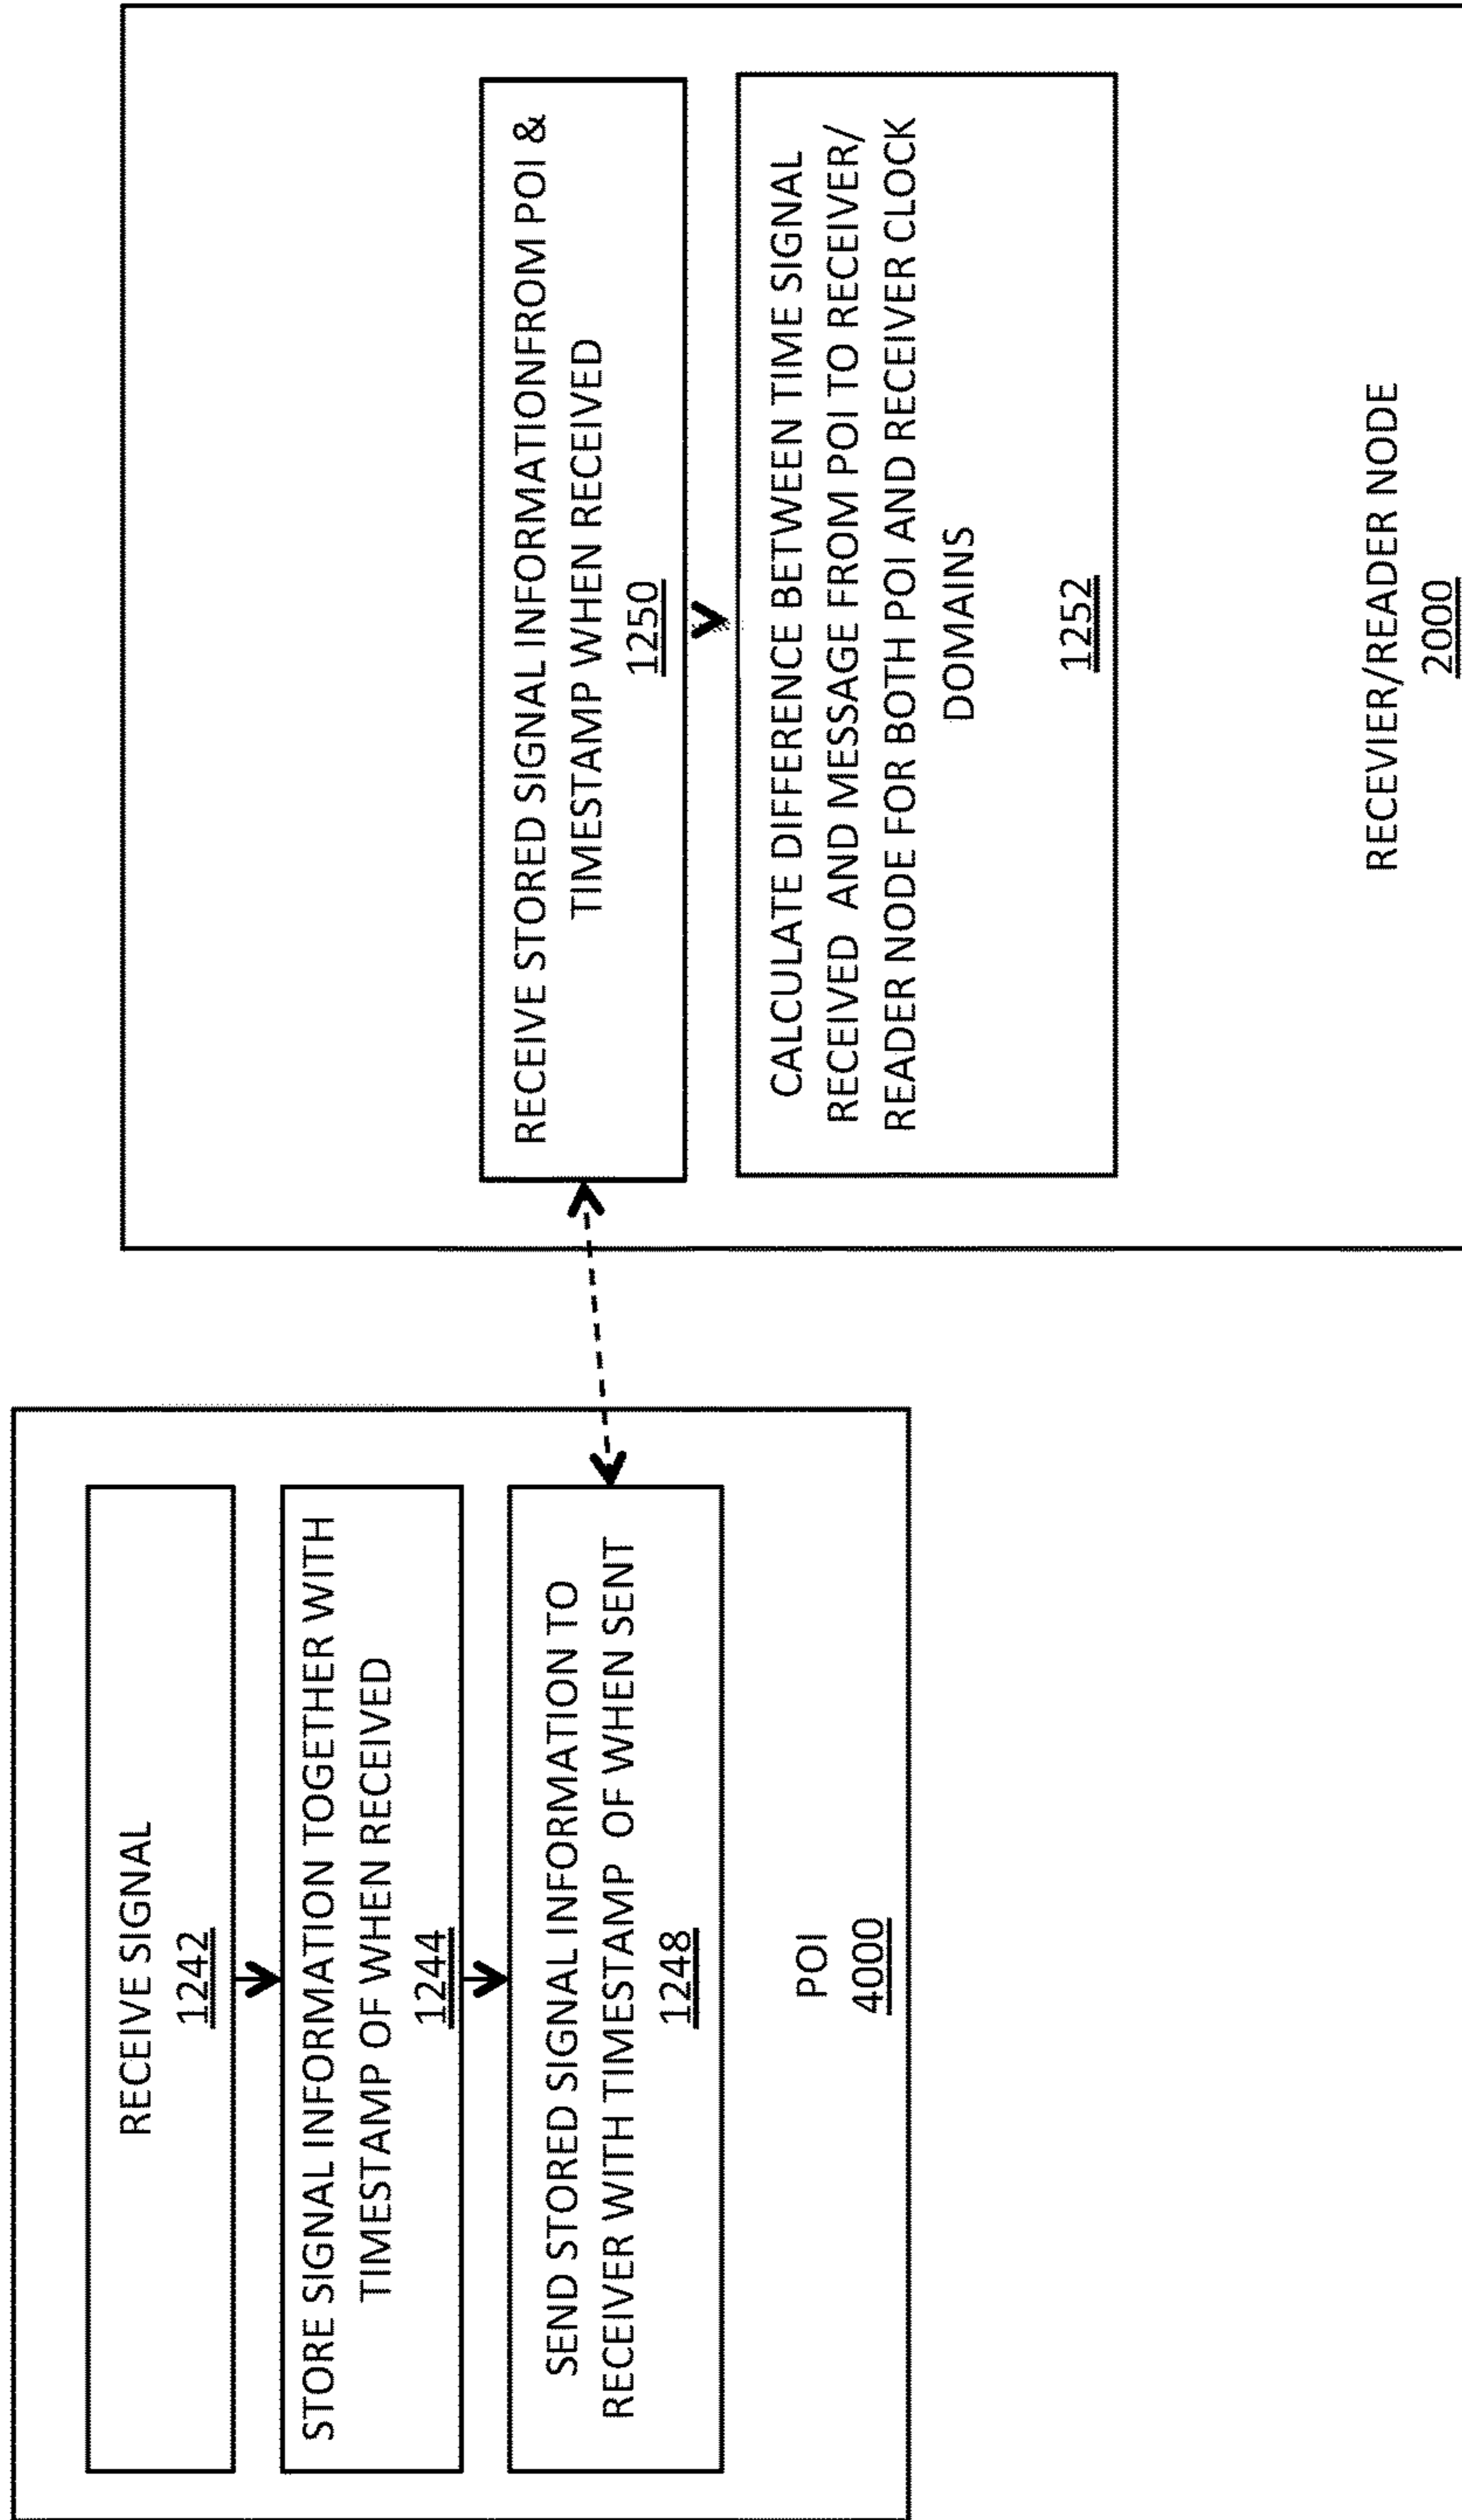 RECEIVE SIGNAL
1242
STORE SIGNAL INFORMATION TOGETHER WITH
TIMESTAMP OF WHEN RECEIVED
1244
SEND STORED SIGNAL INFORMATION TO
RECEIVER WITH TIMESTAMP OF WHEN SENT
1248
POI
4000
RECEIVE STORED SIGNAL INFORMATIONFROM POI &
TIMESTAMP WHEN RECEIVED
1250
CALCULATE DIFFERENCE BETWEEN TIME SIGNAL
RECEIVED AND MESSAGE FROM POI TO RECEIVER/
READER NODE FOR BOTH POI AND RECEIVER CLOCK
DOMAINS
1252
RECEVIER/READER NODE
2000